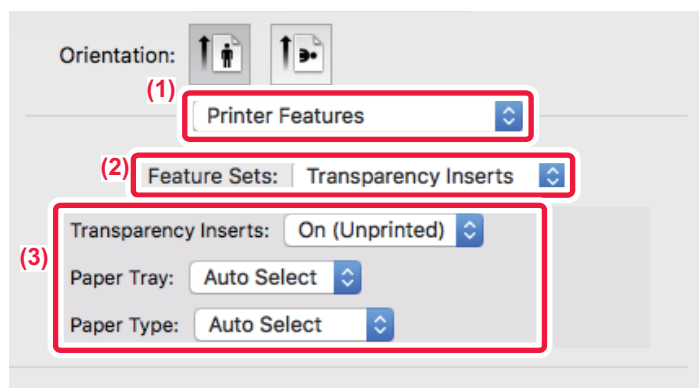 Orientation:
(1)
Printer Features
(2)
Feature Sets: Transparency Inserts
(3)
Transparency Inserts: On (Unprinted)
Paper Tray: Auto Select
Paper Type: Auto Select